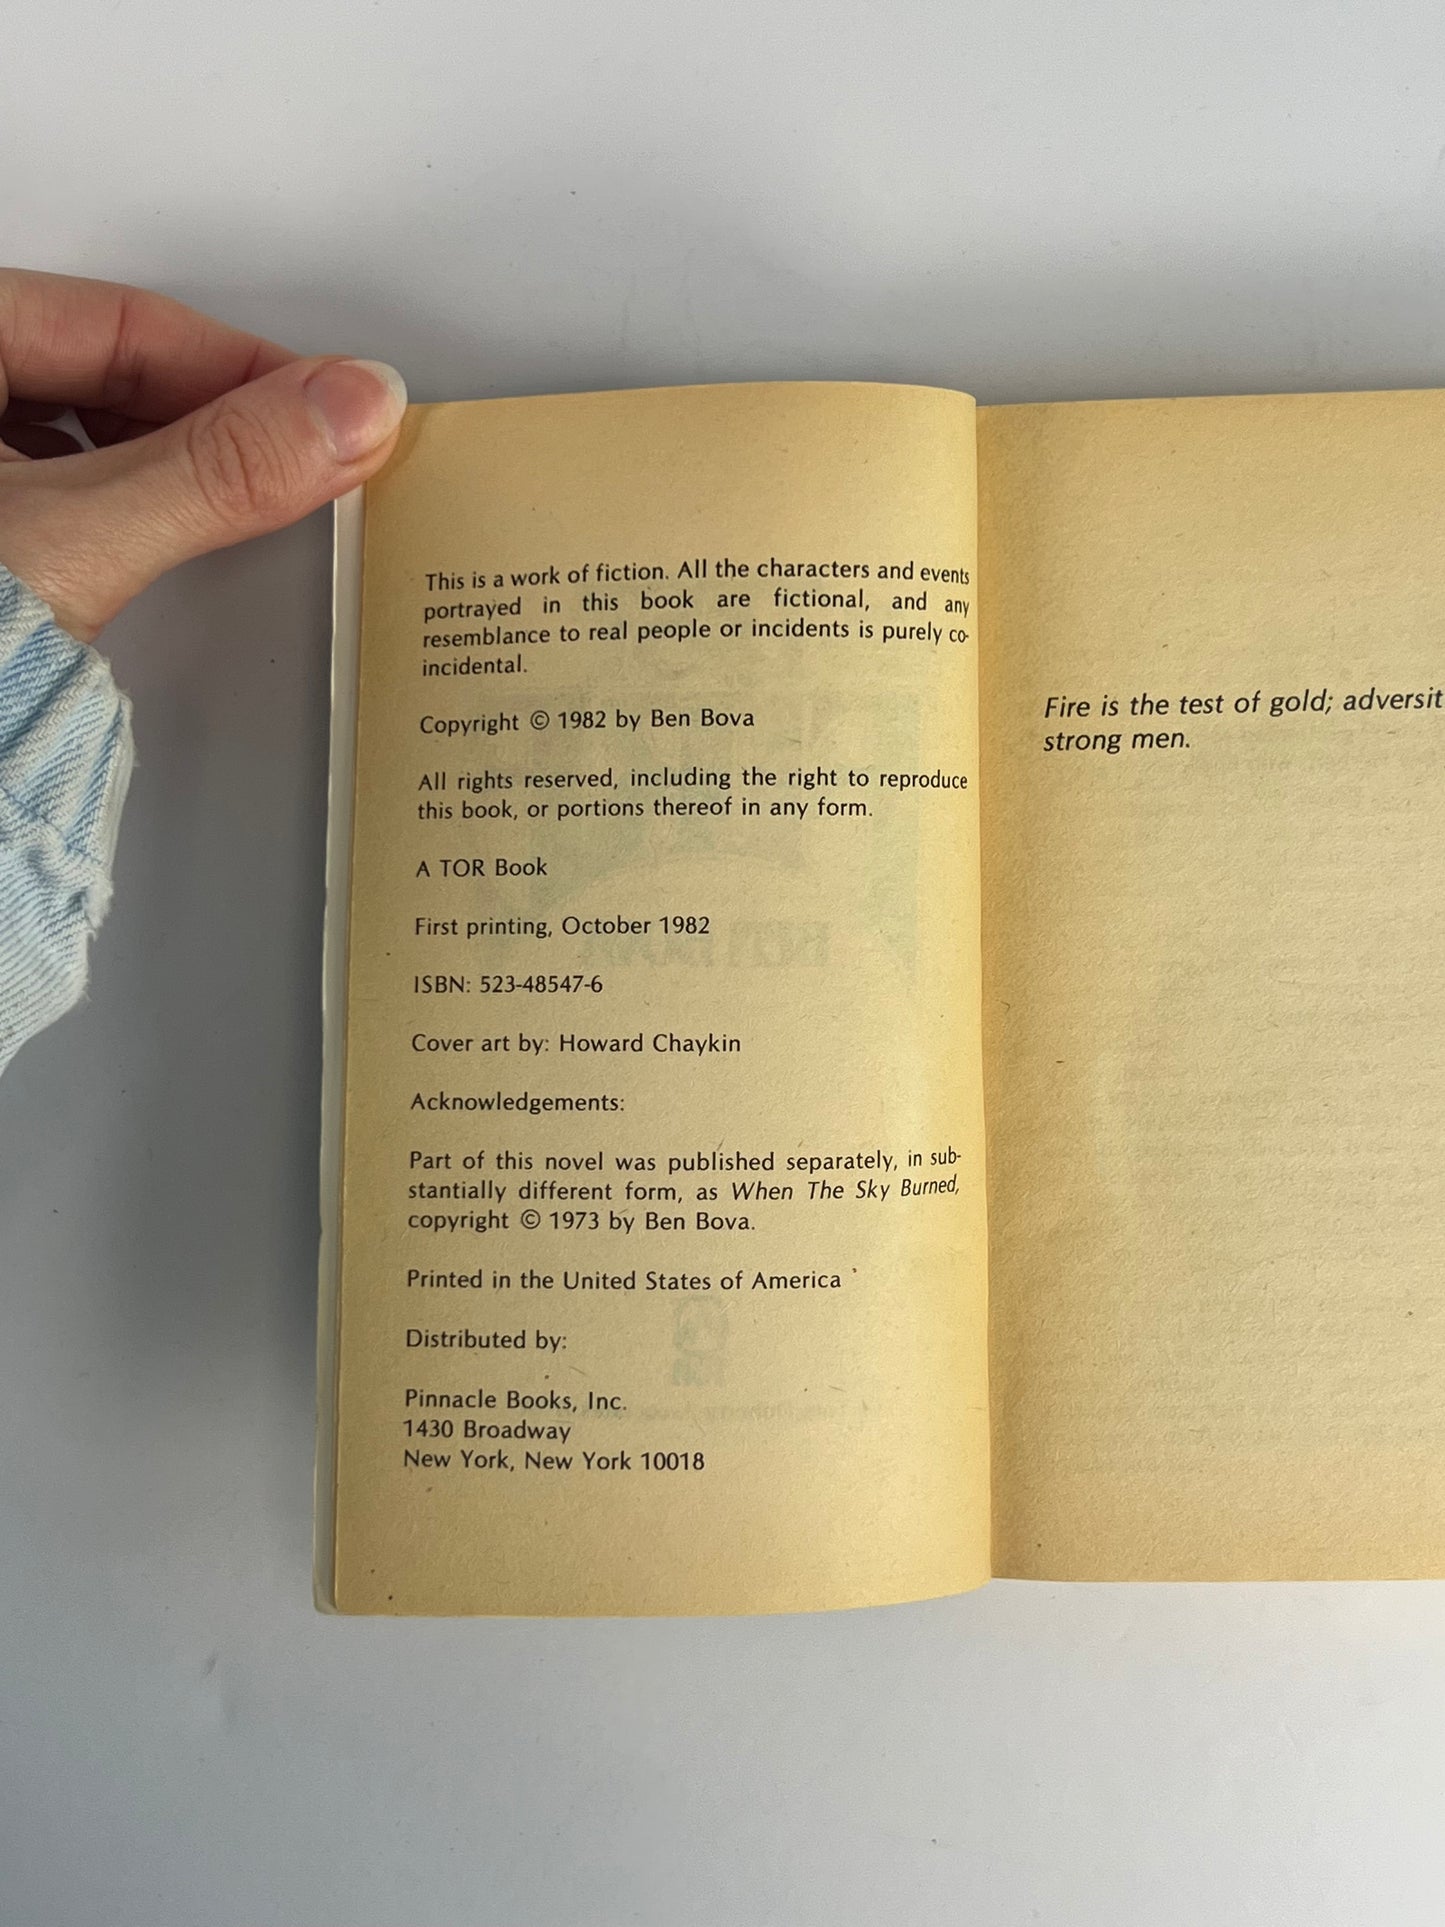 This is a work of fiction. All the characters and events
portrayed in this book are fictional, and any
resemblance to real people or incidents is purely co-
incidental.
Copyright © 1982 by Ben Bova
All rights reserved, including the right to reproduce
this book, or portions thereof in any form.
A TOR Book
First printing, October 1982
ISBN: 523-48547-6
Cover art by: Howard Chaykin
Acknowledgements:
Part of this novel was published separately, in sub-
stantially different form, as When The Sky Burned,
copyright © 1973 by Ben Bova.
Printed in the United States of America
Distributed by:
Pinnacle Books, Inc.
1430 Broadway
New York, New York 10018
Fire is the test of gold; adversit
strong men.